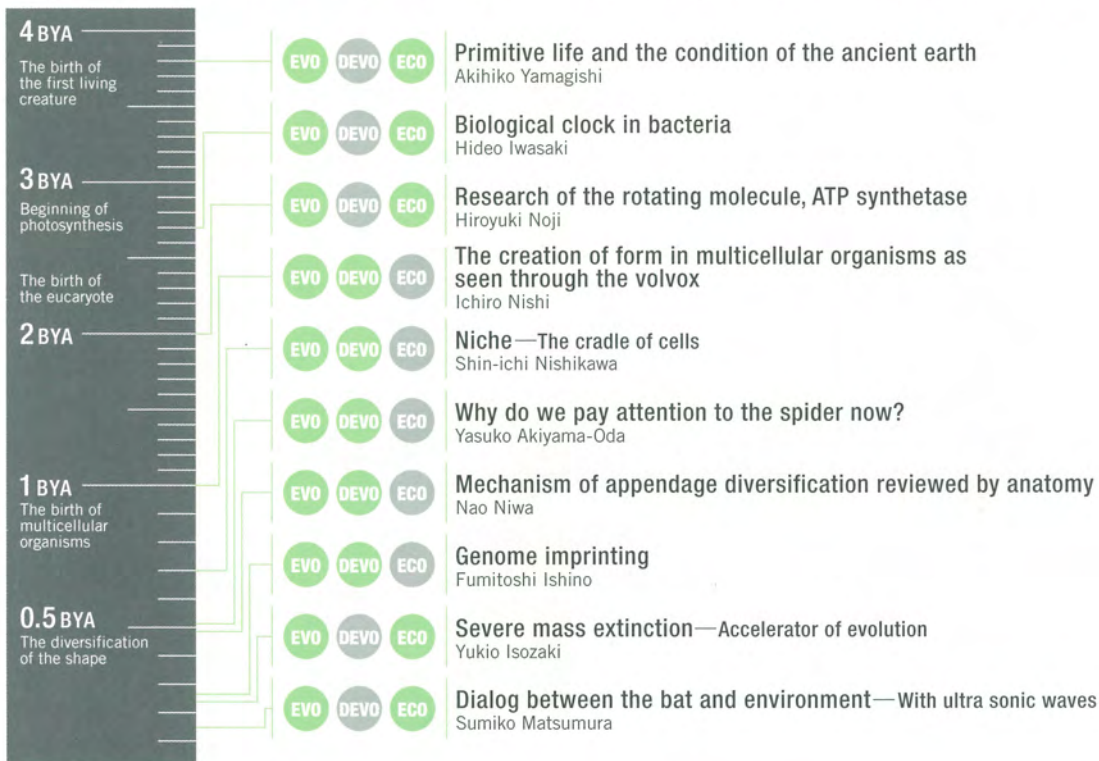 4 BYA
The birth of
the first living
creature
3 BYA
Beginning of
photosynthesis
The birth of
the eucaryote
2 BYA
1 BYA
The birth of
multicellular
organisms
0.5 BYA
The diversification
of the shape
EVO DEVO ECO
Primitive life and the condition of the ancient earth
Akihiko Yamagishi
EVO DEVO ECO
Biological clock in bacteria
Hideo Iwasaki
EVO DEVO ECO
Research of the rotating molecule, ATP synthetase
Hiroyuki Noji
EVO DEVO ECO
The creation of form in multicellular organisms as
seen through the volvox
Ichiro Nishi
EVO DEVO ECO
Niche—The cradle of cells
Shin-ichi Nishikawa
EVO DEVO ECO
Why do we pay attention to the spider now?
Yasuko Akiyama-Oda
EVO DEVO ECO
Mechanism of appendage diversification reviewed by anatomy
Nao Niwa
EVO DEVO ECO
Genome imprinting
Fumitoshi Ishino
EVO DEVO ECO
Severe mass extinction—Accelerator of evolution
Yukio Isozaki
EVO DEVO ECO
Dialog between the bat and environment—With ultra sonic waves
Sumiko Matsumura